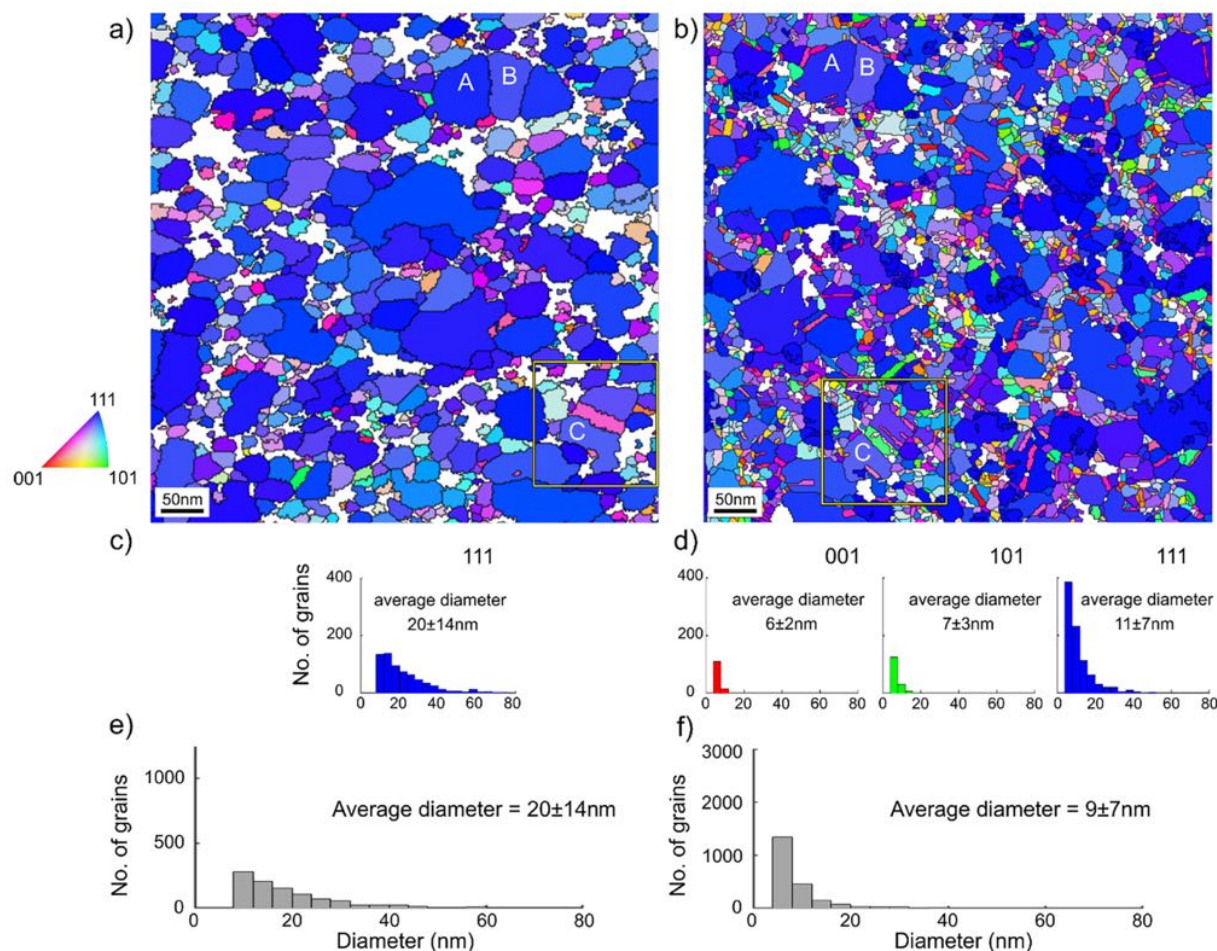 a)
A
B
C
50nm
b)
A
B
C
50nm
111
001
101
c)
111
No. of grains
400
200
0
average diameter
20±14nm
0
20
40
60
80
d)
001
101
111
400
200
0
average diameter
6±2nm
0
20
40
60
80
average diameter
7±3nm
0
20
40
60
80
average diameter
11±7nm
0
20
40
60
80
e)
No. of grains
1000
500
0
Average diameter = 20±14nm
0
20
40
60
80
Diameter (nm)
f)
No. of grains
3000
2000
1000
0
Average diameter = 9±7nm
0
20
40
60
80
Diameter (nm)